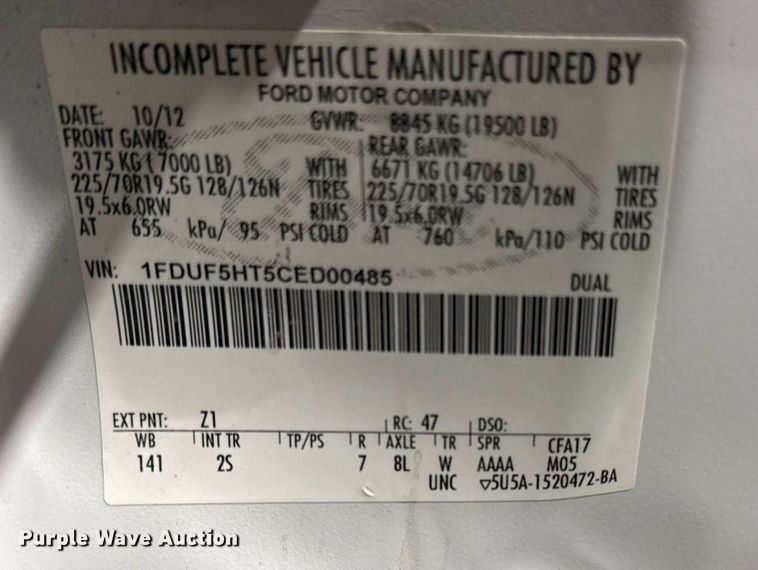 INCOMPLETE VEHICLE MANUFACTURED BY
FORD MOTOR COMPANY
DATE: 10/12 GVWR: 8845 KG (19500 LB)
FRONT GAWR: REAR GAWR:
3175 KG (7000 LB) WITH 6671 KG (14706 LB) WITH
225/70R19.5G 128/126N TIRES 225/70R19.5G 128/126N TIRES
19.5x6.0RW RIMS 19.5x6.0RW RIMS
AT 655 kPa/ 95 PSI COLD AT 760 kPa/110 PSI COLD
VIN: 1FDUF5HT5CED00485 DUAL
EXT PNT: Z1 RC: 47 DSO:
WB INT TR TP/PS R AXLE TR SPR CFA17
141 2S 7 8L W AAAA M05
UNC ▽5U5A-1520472-BA
Purple Wave Auction